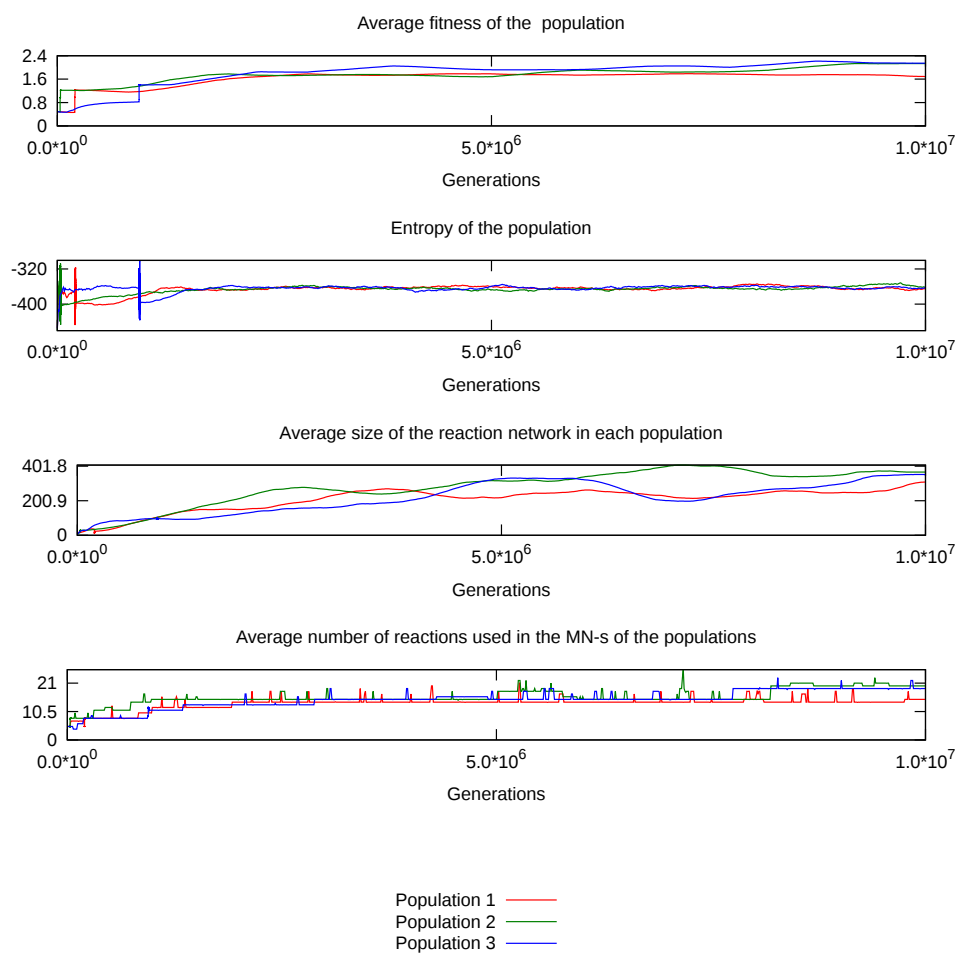 Average fitness of the  population
2.4
1.6
0.8
0
0.0*10^0 5.0*10^6 1.0*10^7
Generations
Entropy of the population
-320
-400
0.0*10^0 5.0*10^6 1.0*10^7
Generations
Average size of the reaction network in each population
401.8
200.9
0
0.0*10^0 5.0*10^6 1.0*10^7
Generations
Average number of reactions used in the MN-s of the populations
21
10.5
0
0.0*10^0 5.0*10^6 1.0*10^7
Generations
Population 1
Population 2
Population 3